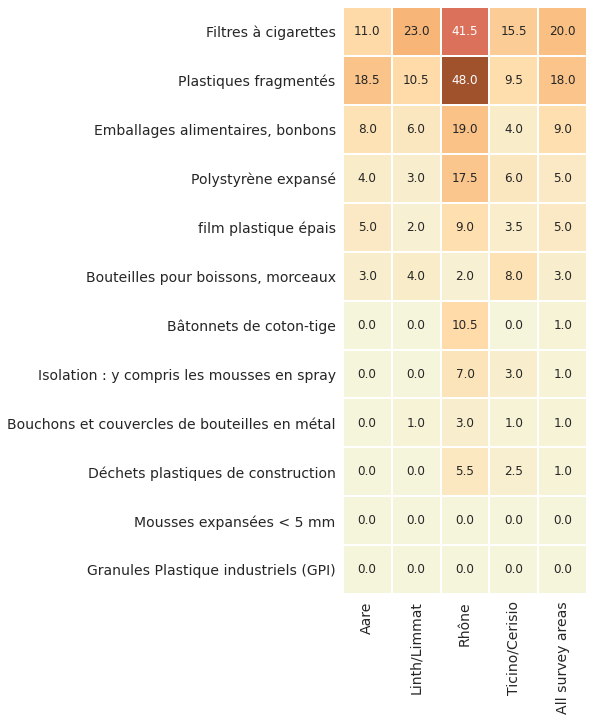 Filtres à cigarettes 11.0 23.0 41.5 15.5 20.0
Plastiques fragmentés 18.5 10.5 48.0 9.5 18.0
Emballages alimentaires, bonbons 8.0 6.0 19.0 4.0 9.0
Polystyrène expansé 4.0 3.0 17.5 6.0 5.0
film plastique épais 5.0 2.0 9.0 3.5 5.0
Bouteilles pour boissons, morceaux 3.0 4.0 2.0 8.0 3.0
Bâtonnets de coton-tige 0.0 0.0 10.5 0.0 1.0
Isolation : y compris les mousses en spray 0.0 0.0 7.0 3.0 1.0
Bouchons et couvercles de bouteilles en métal 0.0 1.0 3.0 1.0 1.0
Déchets plastiques de construction 0.0 0.0 5.5 2.5 1.0
Mousses expansées < 5 mm 0.0 0.0 0.0 0.0 0.0
Granules Plastique industriels (GPI) 0.0 0.0 0.0 0.0 0.0
Aare
Linth/Limmat
Rhône
Ticino/Cerisio
All survey areas